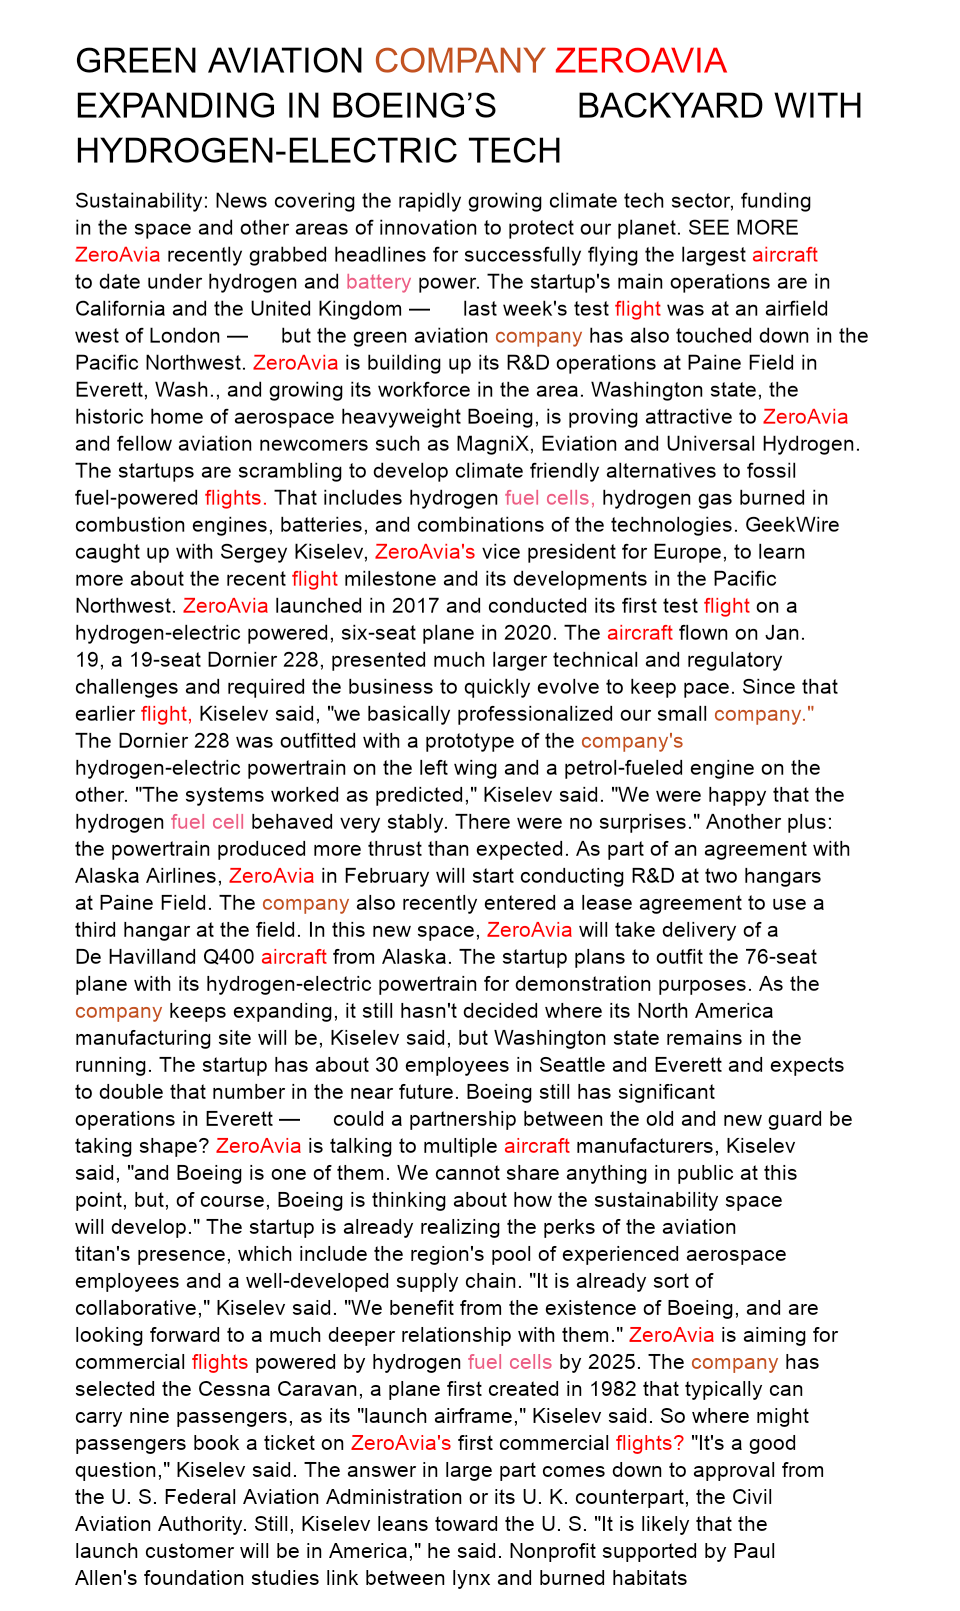 GREEN AVIATION COMPANY ZEROAVIA
EXPANDING IN BOEING’S BACKYARD WITH
HYDROGEN-ELECTRIC TECH
Sustainability: News covering the rapidly growing climate tech sector, funding
in the space and other areas of innovation to protect our planet. SEE MORE
ZeroAvia recently grabbed headlines for successfully flying the largest aircraft
to date under hydrogen and battery power. The startup's main operations are in
California and the United Kingdom — last week's test flight was at an airfield
west of London — but the green aviation company has also touched down in the
Pacific Northwest. ZeroAvia is building up its R&D operations at Paine Field in
Everett, Wash., and growing its workforce in the area. Washington state, the
historic home of aerospace heavyweight Boeing, is proving attractive to ZeroAvia
and fellow aviation newcomers such as MagniX, Eviation and Universal Hydrogen.
The startups are scrambling to develop climate friendly alternatives to fossil
fuel-powered flights. That includes hydrogen fuel cells, hydrogen gas burned in
combustion engines, batteries, and combinations of the technologies. GeekWire
caught up with Sergey Kiselev, ZeroAvia's vice president for Europe, to learn
more about the recent flight milestone and its developments in the Pacific
Northwest. ZeroAvia launched in 2017 and conducted its first test flight on a
hydrogen-electric powered, six-seat plane in 2020. The aircraft flown on Jan.
19, a 19-seat Dornier 228, presented much larger technical and regulatory
challenges and required the business to quickly evolve to keep pace. Since that
earlier flight, Kiselev said, "we basically professionalized our small company."
The Dornier 228 was outfitted with a prototype of the company's
hydrogen-electric powertrain on the left wing and a petrol-fueled engine on the
other. "The systems worked as predicted," Kiselev said. "We were happy that the
hydrogen fuel cell behaved very stably. There were no surprises." Another plus:
the powertrain produced more thrust than expected. As part of an agreement with
Alaska Airlines, ZeroAvia in February will start conducting R&D at two hangars
at Paine Field. The company also recently entered a lease agreement to use a
third hangar at the field. In this new space, ZeroAvia will take delivery of a
De Havilland Q400 aircraft from Alaska. The startup plans to outfit the 76-seat
plane with its hydrogen-electric powertrain for demonstration purposes. As the
company keeps expanding, it still hasn't decided where its North America
manufacturing site will be, Kiselev said, but Washington state remains in the
running. The startup has about 30 employees in Seattle and Everett and expects
to double that number in the near future. Boeing still has significant
operations in Everett — could a partnership between the old and new guard be
taking shape? ZeroAvia is talking to multiple aircraft manufacturers, Kiselev
said, "and Boeing is one of them. We cannot share anything in public at this
point, but, of course, Boeing is thinking about how the sustainability space
will develop." The startup is already realizing the perks of the aviation
titan's presence, which include the region's pool of experienced aerospace
employees and a well-developed supply chain. "It is already sort of
collaborative," Kiselev said. "We benefit from the existence of Boeing, and are
looking forward to a much deeper relationship with them." ZeroAvia is aiming for
commercial flights powered by hydrogen fuel cells by 2025. The company has
selected the Cessna Caravan, a plane first created in 1982 that typically can
carry nine passengers, as its "launch airframe," Kiselev said. So where might
passengers book a ticket on ZeroAvia's first commercial flights? "It's a good
question," Kiselev said. The answer in large part comes down to approval from
the U. S. Federal Aviation Administration or its U. K. counterpart, the Civil
Aviation Authority. Still, Kiselev leans toward the U. S. "It is likely that the
launch customer will be in America," he said. Nonprofit supported by Paul
Allen's foundation studies link between lynx and burned habitats